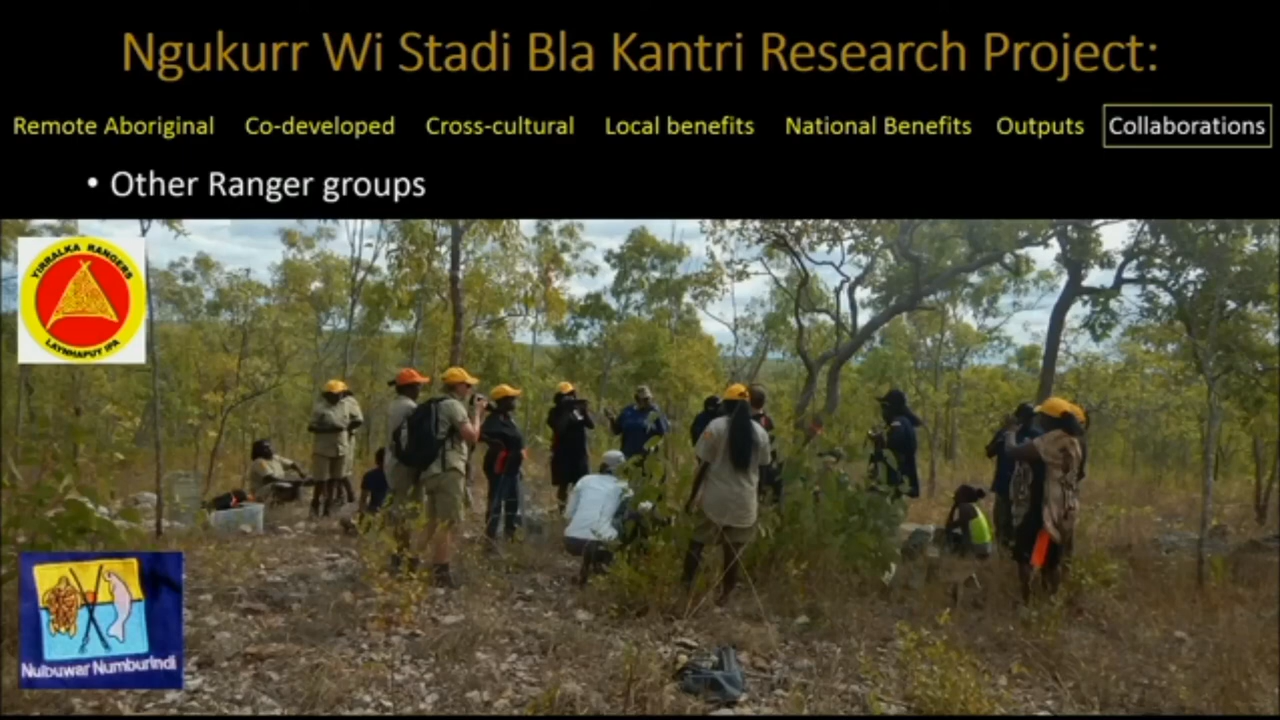 Ngukurr Wi Stadi Bla Kantri Research Project:
Remote Aboriginal Co-developed Cross-cultural Local benefits National Benefits Outputs Collaborations
• Other Ranger groups
YIRRALKA RANGERS
LAYNHAPUY IPA
Nulbuwar Numburindi